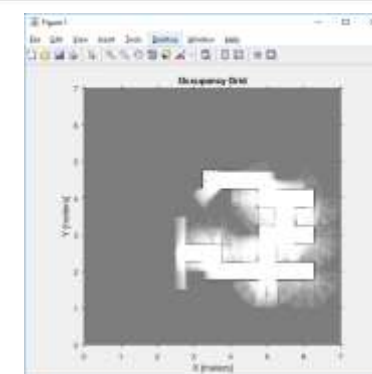 Figure 1
File Edit View Insert Tools Desktop Window Help
Occupancy Grid
7
6
5
4
3
2
1
0
Y [meters]
0 1 2 3 4 5 6 7
X [meters]